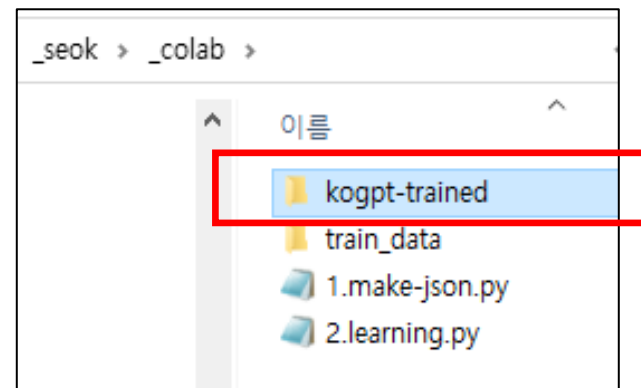 _seok > _colab >
이름
kogpt-trained
train_data
1.make-json.py
2.learning.py